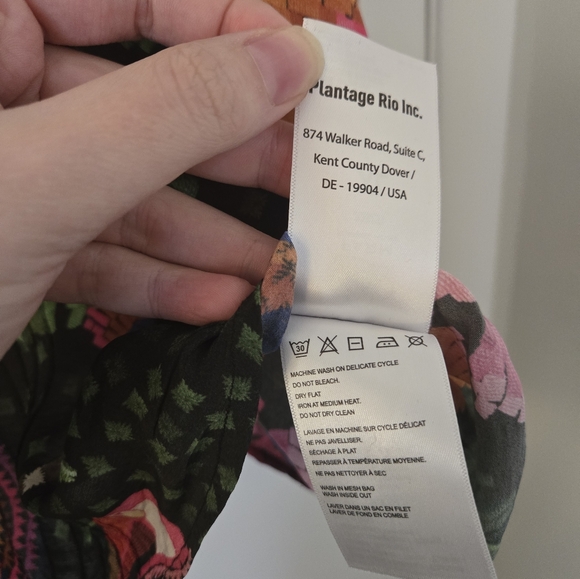 Plantage Rio Inc.
874 Walker Road, Suite C,
Kent County Dover /
DE - 19904 / USA
30
MACHINE WASH ON DELICATE CYCLE
DO NOT BLEACH.
DRY FLAT
IRON AT MEDIUM HEAT.
DO NOT DRY CLEAN
LAVAGE EN MACHINE SUR CYCLE DÉLICAT
NE PAS JAVELLISER.
SÉCHAGE À PLAT
REPASSER À TEMPÉRATURE MOYENNE.
NE PAS NETTOYER À SEC
WASH IN MESH BAG
WASH INSIDE OUT
LAVER DANS UN SAC EN FILET
LAVER DE FOND EN COMBLE